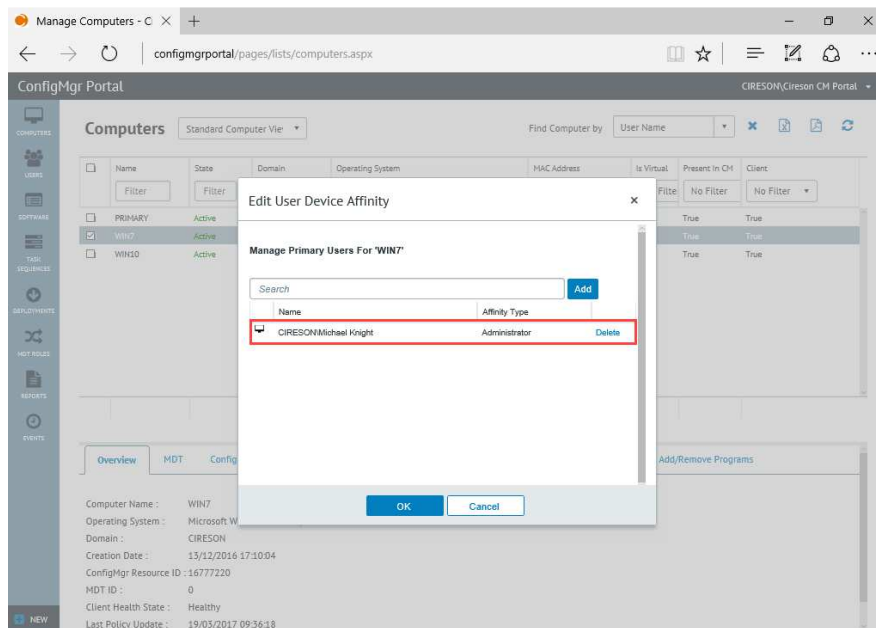 Manage Computers - C
configmgrportal/pages/lists/computers.aspx
ConfigMgr Portal
CIRESON\Cireson CM Portal
COMPUTERS
USERS
SOFTWARE
TASK SEQUENCES
DEPLOYMENTS
MDT ROLES
REPORTS
EVENTS
NEW
Computers
Standard Computer Vie
Find Computer by
User Name
Name State Domain Operating System MAC Address Is Virtual Present In CM Client
Filter Filter Filte No Filter No Filter
PRIMARY Active True True
WIN7 Active True True
WIN10 Active True True
Edit User Device Affinity
Manage Primary Users For 'WIN7'
Search
Add
Name Affinity Type
CIRESON\Michael Knight Administrator Delete
OK
Cancel
Overview MDT Config Add/Remove Programs
Computer Name : WIN7
Operating System : Microsoft W
Domain : CIRESON
Creation Date : 13/12/2016 17:10:04
ConfigMgr Resource ID : 16777220
MDT ID : 0
Client Health State : Healthy
Last Policy Update : 19/03/2017 09:36:18